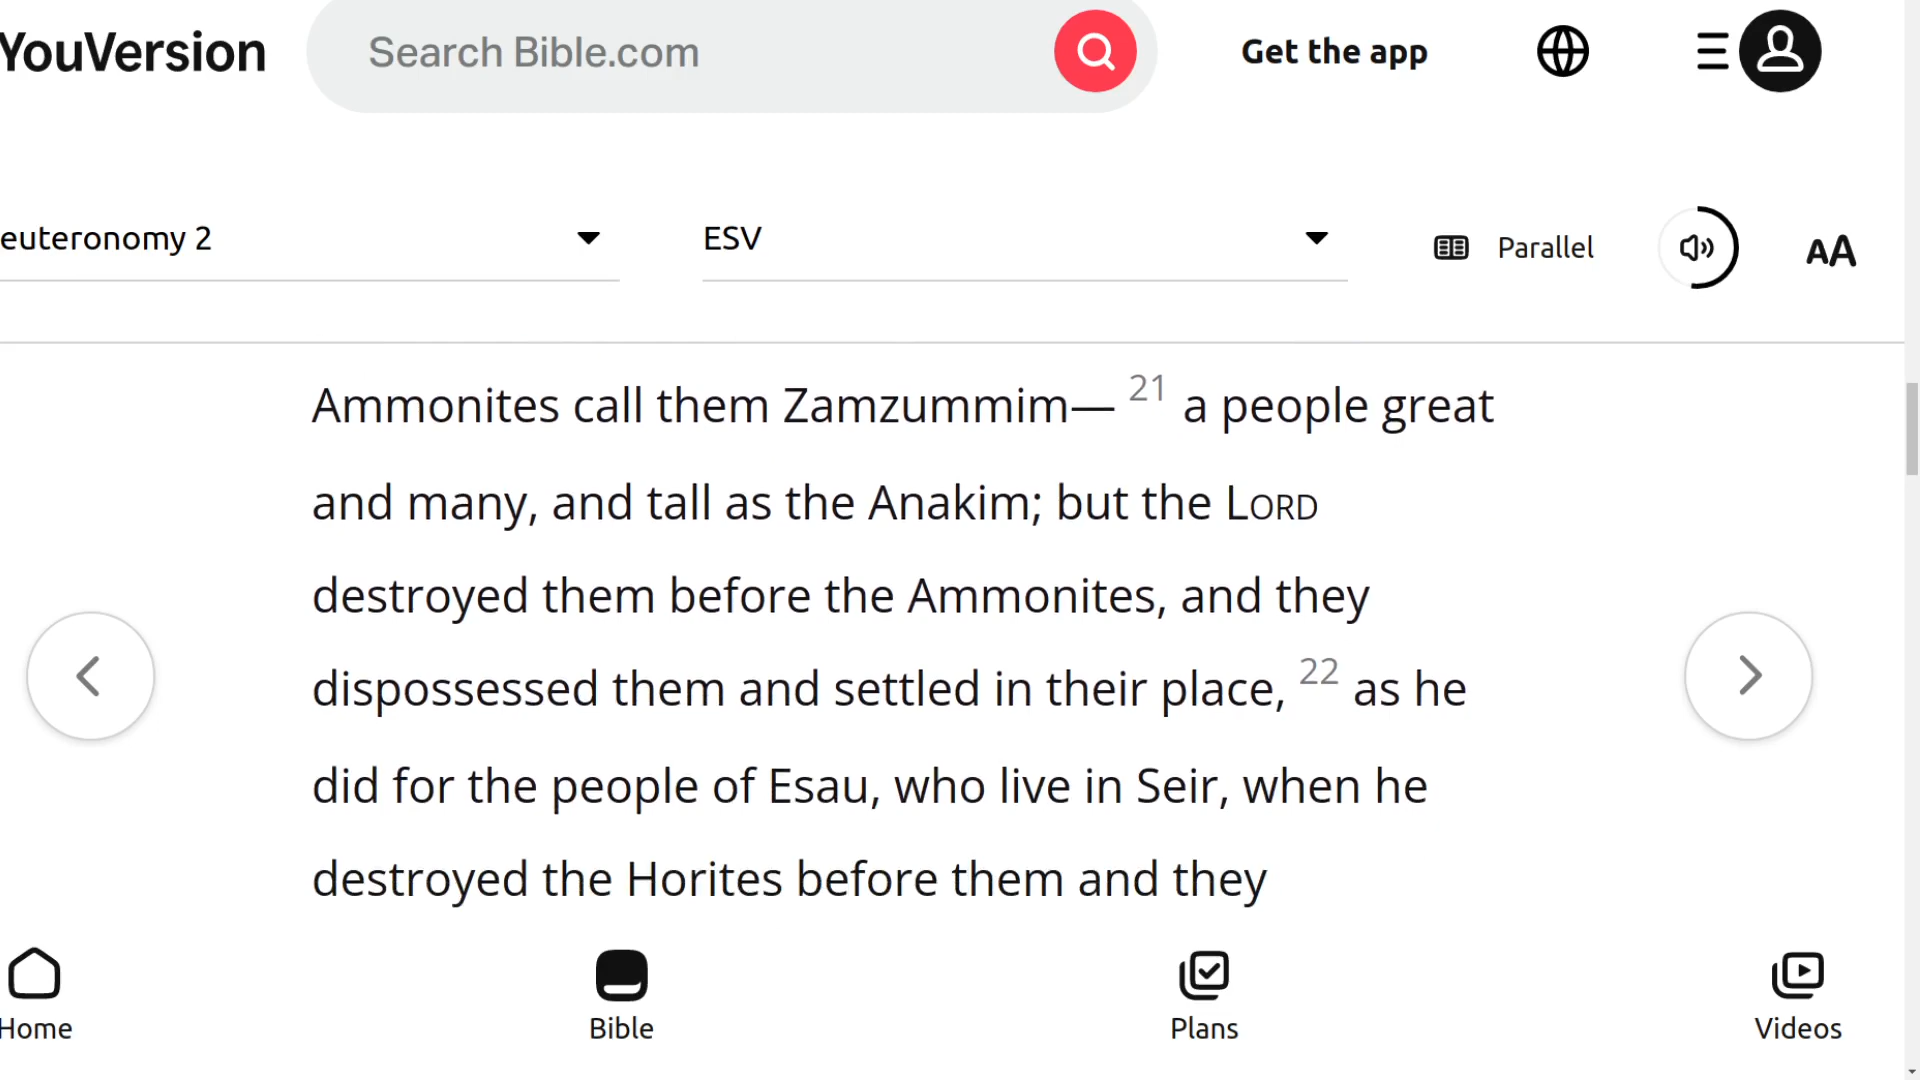 YouVersion Search Bible.com Get the app
euteronomy 2 ESV Parallel AA
Ammonites call them Zamzummim— 21 a people great
and many, and tall as the Anakim; but the LORD
destroyed them before the Ammonites, and they
dispossessed them and settled in their place, 22 as he
did for the people of Esau, who live in Seir, when he
destroyed the Horites before them and they
Home Bible Plans Videos